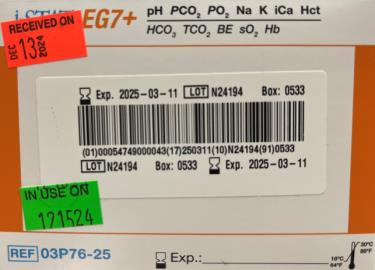 i-STAT EG7+
pH PCO2 PO2 Na K iCa Hct
HCO3 TCO2 BE sO2 Hb
RECEIVED ON
DEC 13 2024
Exp. 2025-03-11 LOT N24194 Box: 0533
(01)00054749000043(17)250311(10)N24194(91)0533
LOT N24194 Box: 0533 Exp. 2025-03-11
IN USE ON
121524
REF 03P76-25
Exp.:
30°C
86°F
18°C
64°F